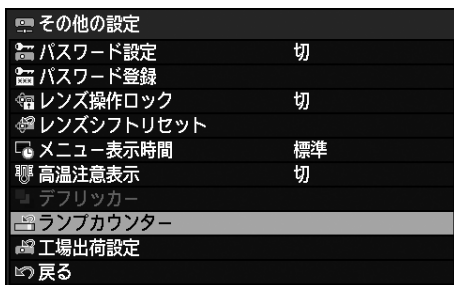 その他の設定
パスワード設定 切
パスワード登録
レンズ操作ロック 切
レンズシフトリセット
メニュー表示時間 標準
高温注意表示 切
デフリッカー
ランプカウンター
工場出荷設定
戻る